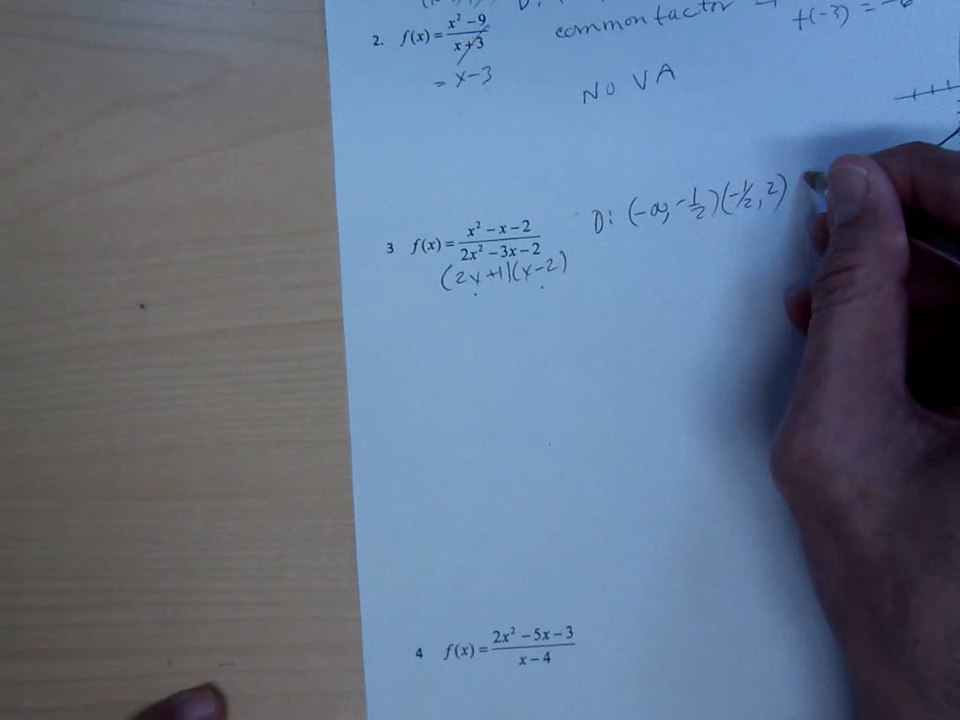 common factor
f(-3) = -6
2. f(x) = x² - 9 / x + 3
= x - 3
NO VA
D: (-∞, -1/2)(-1/2, 2)
3 f(x) = x² - x - 2 / 2x² - 3x - 2
(2x+1)(x-2)
4 f(x) = 2x² - 5x - 3 / x - 4